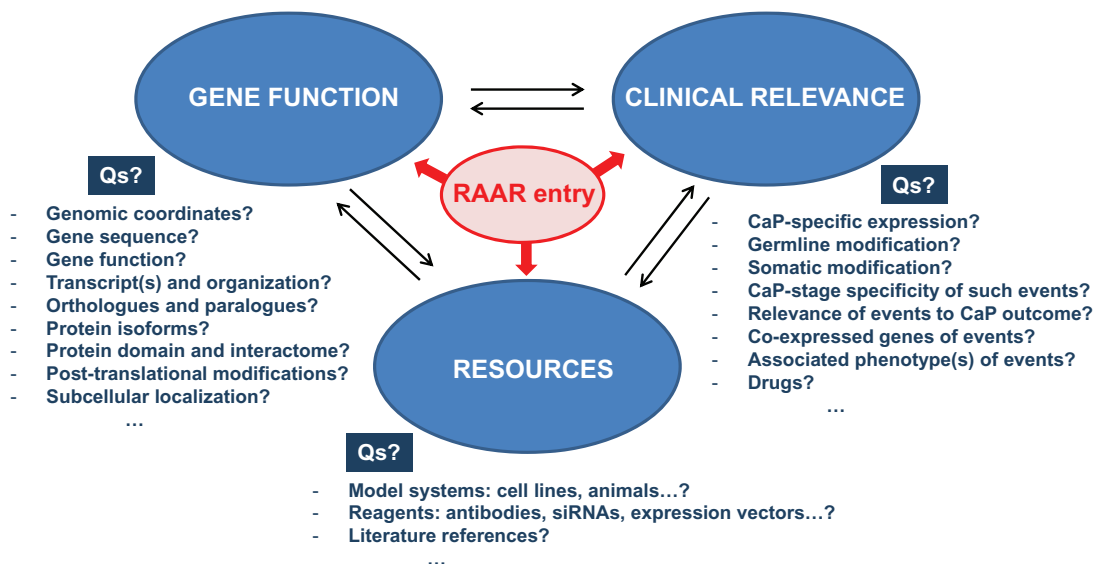 GENE FUNCTION
CLINICAL RELEVANCE
RAAR entry
RESOURCES
Qs?
- Genomic coordinates?
- Gene sequence?
- Gene function?
- Transcript(s) and organization?
- Orthologues and paralogues?
- Protein isoforms?
- Protein domain and interactome?
- Post-translational modifications?
- Subcellular localization?
...
Qs?
- CaP-specific expression?
- Germline modification?
- Somatic modification?
- CaP-stage specificity of such events?
- Relevance of events to CaP outcome?
- Co-expressed genes of events?
- Associated phenotype(s) of events?
- Drugs?
...
Qs?
- Model systems: cell lines, animals...?
- Reagents: antibodies, siRNAs, expression vectors...?
- Literature references?
...